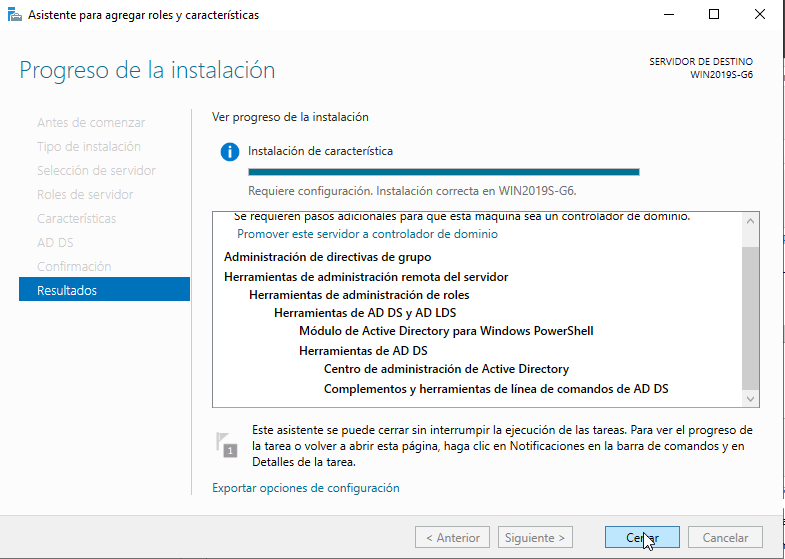 Asistente para agregar roles y características
Progreso de la instalación
SERVIDOR DE DESTINO
WIN2019S-G6
Antes de comenzar
Tipo de instalación
Selección de servidor
Roles de servidor
Características
AD DS
Confirmación
Resultados
Ver progreso de la instalación
Instalación de característica
Requiere configuración. Instalación correcta en WIN2019S-G6.
Se requieren pasos adicionales para que esta máquina sea un controlador de dominio.
Promover este servidor a controlador de dominio
Administración de directivas de grupo
Herramientas de administración remota del servidor
Herramientas de administración de roles
Herramientas de AD DS y AD LDS
Módulo de Active Directory para Windows PowerShell
Herramientas de AD DS
Centro de administración de Active Directory
Complementos y herramientas de línea de comandos de AD DS
1
Este asistente se puede cerrar sin interrumpir la ejecución de las tareas. Para ver el progreso de
la tarea o volver a abrir esta página, haga clic en Notificaciones en la barra de comandos y en
Detalles de la tarea.
Exportar opciones de configuración
< Anterior
Siguiente >
Cerrar
Cancelar